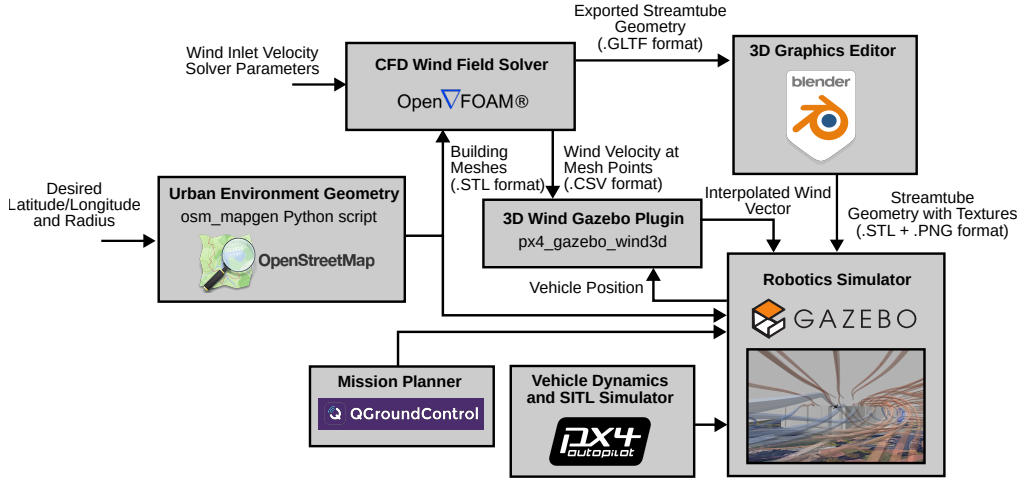 Exported Streamtube
Geometry
(.GLTF format)
Wind Inlet Velocity
Solver Parameters
CFD Wind Field Solver
Open FOAM®
3D Graphics Editor
blender
Building
Meshes
(.STL format)
Wind Velocity at
Mesh Points
(.CSV format)
Desired
Latitude/Longitude
and Radius
Urban Environment Geometry
osm_mapgen Python script
OpenStreetMap
3D Wind Gazebo Plugin
px4_gazebo_wind3d
Interpolated Wind
Vector
Streamtube
Geometry with Textures
(.STL + .PNG format)
Vehicle Position
Robotics Simulator
GAZEBO
Mission Planner
QGroundControl
Vehicle Dynamics
and SITL Simulator
px4
autopilot